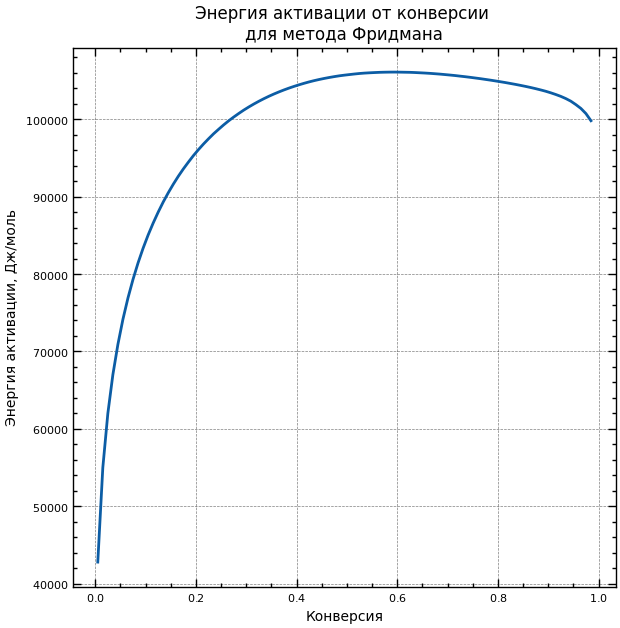 Энергия активации от конверсии
для метода Фридмана
Энергия активации, Дж/моль
100000
90000
80000
70000
60000
50000
40000
0.0 0.2 0.4 0.6 0.8 1.0
Конверсия